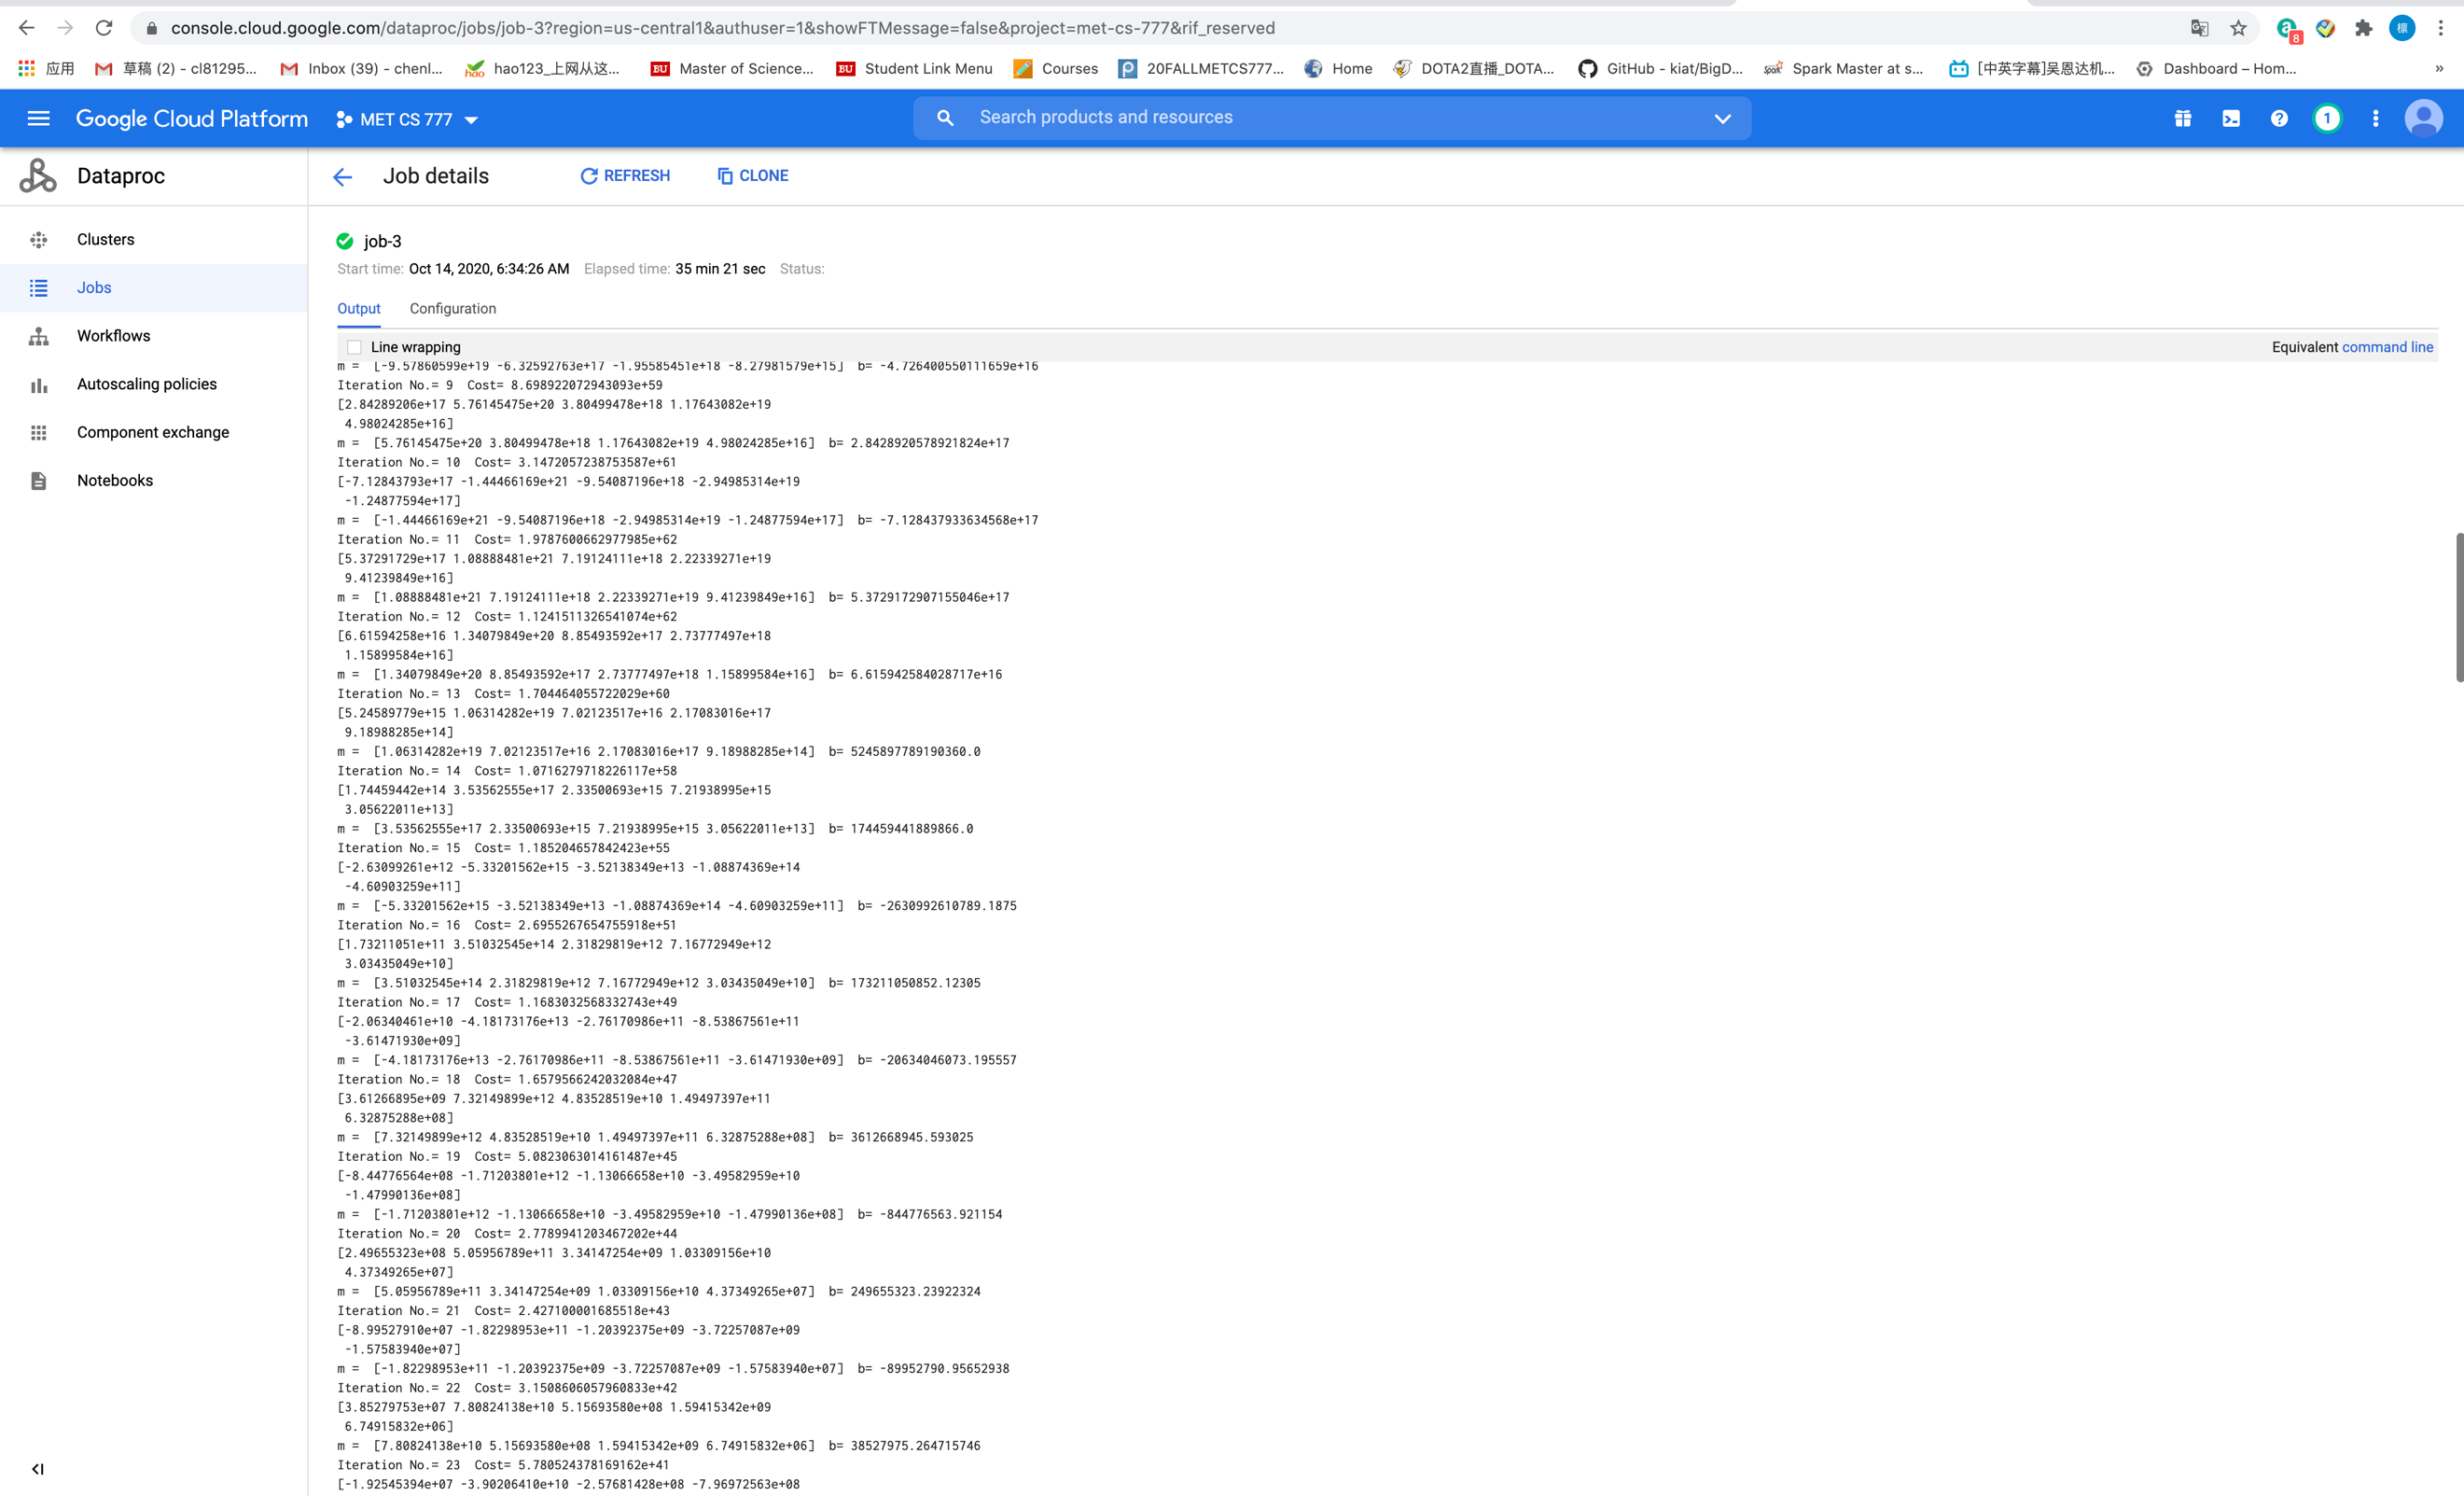 console.cloud.google.com/dataproc/jobs/job-3?region=us-central1&authuser=1&showFTMessage=false&project=met-cs-777&rif_reserved
8
標
应用
草稿 (2) - cl81295...
Inbox (39) - chenl...
hao
hao123_上网从这...
BU
Master of Science...
BU
Student Link Menu
Courses
20FALLMETCS777...
Home
DOTA2直播_DOTA...
GitHub - kiat/BigD...
Spark Master at s...
[中英字幕]吴恩达机...
Dashboard – Hom...
»
Google Cloud Platform
MET CS 777
Search products and resources
1
Dataproc
Job details
REFRESH
CLONE
Clusters
Jobs
Workflows
Autoscaling policies
Component exchange
Notebooks
job-3
Start time: Oct 14, 2020, 6:34:26 AM Elapsed time: 35 min 21 sec Status:
Output Configuration
Line wrapping
Equivalent command line
m =  [-9.57860599e+19 -6.32592763e+17 -1.95585451e+18 -8.27981579e+15]  b= -4.726400550111659e+16
Iteration No.= 9  Cost= 8.698922072943093e+59
[2.84289206e+17 5.76145475e+20 3.80499478e+18 1.17643082e+19
4.98024285e+16]
m =  [5.76145475e+20 3.80499478e+18 1.17643082e+19 4.98024285e+16]  b= 2.8428920578921824e+17
Iteration No.= 10  Cost= 3.1472057238753587e+61
[-7.12843793e+17 -1.44466169e+21 -9.54087196e+18 -2.94985314e+19
-1.24877594e+17]
m =  [-1.44466169e+21 -9.54087196e+18 -2.94985314e+19 -1.24877594e+17]  b= -7.128437933634568e+17
Iteration No.= 11  Cost= 1.9787600662977985e+62
[5.37291729e+17 1.08888481e+21 7.19124111e+18 2.22339271e+19
9.41239849e+16]
m =  [1.08888481e+21 7.19124111e+18 2.22339271e+19 9.41239849e+16]  b= 5.3729172907155046e+17
Iteration No.= 12  Cost= 1.1241511326541074e+62
[6.61594258e+16 1.34079849e+20 8.85493592e+17 2.73777497e+18
1.15899584e+16]
m =  [1.34079849e+20 8.85493592e+17 2.73777497e+18 1.15899584e+16]  b= 6.615942584028717e+16
Iteration No.= 13  Cost= 1.704464055722029e+60
[5.24589779e+15 1.06314282e+19 7.02123517e+16 2.17083016e+17
9.18988285e+14]
m =  [1.06314282e+19 7.02123517e+16 2.17083016e+17 9.18988285e+14]  b= 5245897789190360.0
Iteration No.= 14  Cost= 1.0716279718226117e+58
[1.74459442e+14 3.53562555e+17 2.33500693e+15 7.21938995e+15
3.05622011e+13]
m =  [3.53562555e+17 2.33500693e+15 7.21938995e+15 3.05622011e+13]  b= 174459441889866.0
Iteration No.= 15  Cost= 1.185204657842423e+55
[-2.63099261e+12 -5.33201562e+15 -3.52138349e+13 -1.08874369e+14
-4.60903259e+11]
m =  [-5.33201562e+15 -3.52138349e+13 -1.08874369e+14 -4.60903259e+11]  b= -2630992610789.1875
Iteration No.= 16  Cost= 2.6955267654755918e+51
[1.73211051e+11 3.51032545e+14 2.31829819e+12 7.16772949e+12
3.03435049e+10]
m =  [3.51032545e+14 2.31829819e+12 7.16772949e+12 3.03435049e+10]  b= 173211050852.12305
Iteration No.= 17  Cost= 1.1683032568332743e+49
[-2.06340461e+10 -4.18173176e+13 -2.76170986e+11 -8.53867561e+11
-3.61471930e+09]
m =  [-4.18173176e+13 -2.76170986e+11 -8.53867561e+11 -3.61471930e+09]  b= -20634046073.195557
Iteration No.= 18  Cost= 1.6579566242032084e+47
[3.61266895e+09 7.32149899e+12 4.83528519e+10 1.49497397e+11
6.32875288e+08]
m =  [7.32149899e+12 4.83528519e+10 1.49497397e+11 6.32875288e+08]  b= 3612668945.593025
Iteration No.= 19  Cost= 5.0823063014161487e+45
[-8.44776564e+08 -1.71203801e+12 -1.13066658e+10 -3.49582959e+10
-1.47990136e+08]
m =  [-1.71203801e+12 -1.13066658e+10 -3.49582959e+10 -1.47990136e+08]  b= -844776563.921154
Iteration No.= 20  Cost= 2.7789941203467202e+44
[2.49655323e+08 5.05956789e+11 3.34147254e+09 1.03309156e+10
4.37349265e+07]
m =  [5.05956789e+11 3.34147254e+09 1.03309156e+10 4.37349265e+07]  b= 249655323.23922324
Iteration No.= 21  Cost= 2.427100001685518e+43
[-8.99527910e+07 -1.82298953e+11 -1.20392375e+09 -3.72257087e+09
-1.57583940e+07]
m =  [-1.82298953e+11 -1.20392375e+09 -3.72257087e+09 -1.57583940e+07]  b= -89952790.95652938
Iteration No.= 22  Cost= 3.1508606057960833e+42
[3.85279753e+07 7.80824138e+10 5.15693580e+08 1.59415342e+09
6.74915832e+06]
m =  [7.80824138e+10 5.15693580e+08 1.59415342e+09 6.74915832e+06]  b= 38527975.264715746
Iteration No.= 23  Cost= 5.780524378169162e+41
[-1.92545394e+07 -3.90206410e+10 -2.57681428e+08 -7.96972563e+08